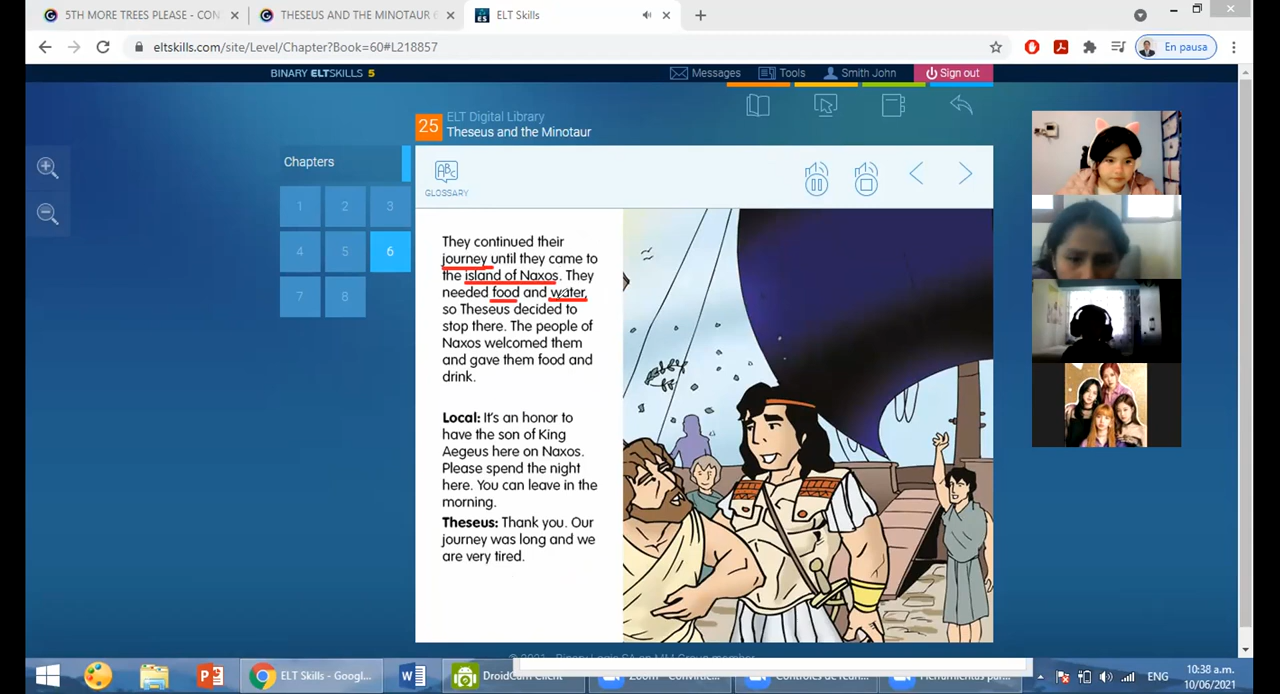 5TH MORE TREES PLEASE - CON
THESEUS AND THE MINOTAUR
ELT Skills
eltskills.com/site/Level/Chapter?Book=60#L218857
En pausa
BINARY ELTSKILLS 5
Messages
Tools
Smith John
Sign out
25
ELT Digital Library
Theseus and the Minotaur
Chapters
1 2 3
4 5 6
7 8
ABC
GLOSSARY
They continued their
journey until they came to
the island of Naxos. They
needed food and water,
so Theseus decided to
stop there. The people of
Naxos welcomed them
and gave them food and
drink.
Local: It's an honor to
have the son of King
Aegeus here on Naxos.
Please spend the night
here. You can leave in the
morning.
Theseus: Thank you. Our
journey was long and we
are very tired.
ELT Skills - Googl...
DroidCam Client
ENG
10:38 a.m.
10/06/2021